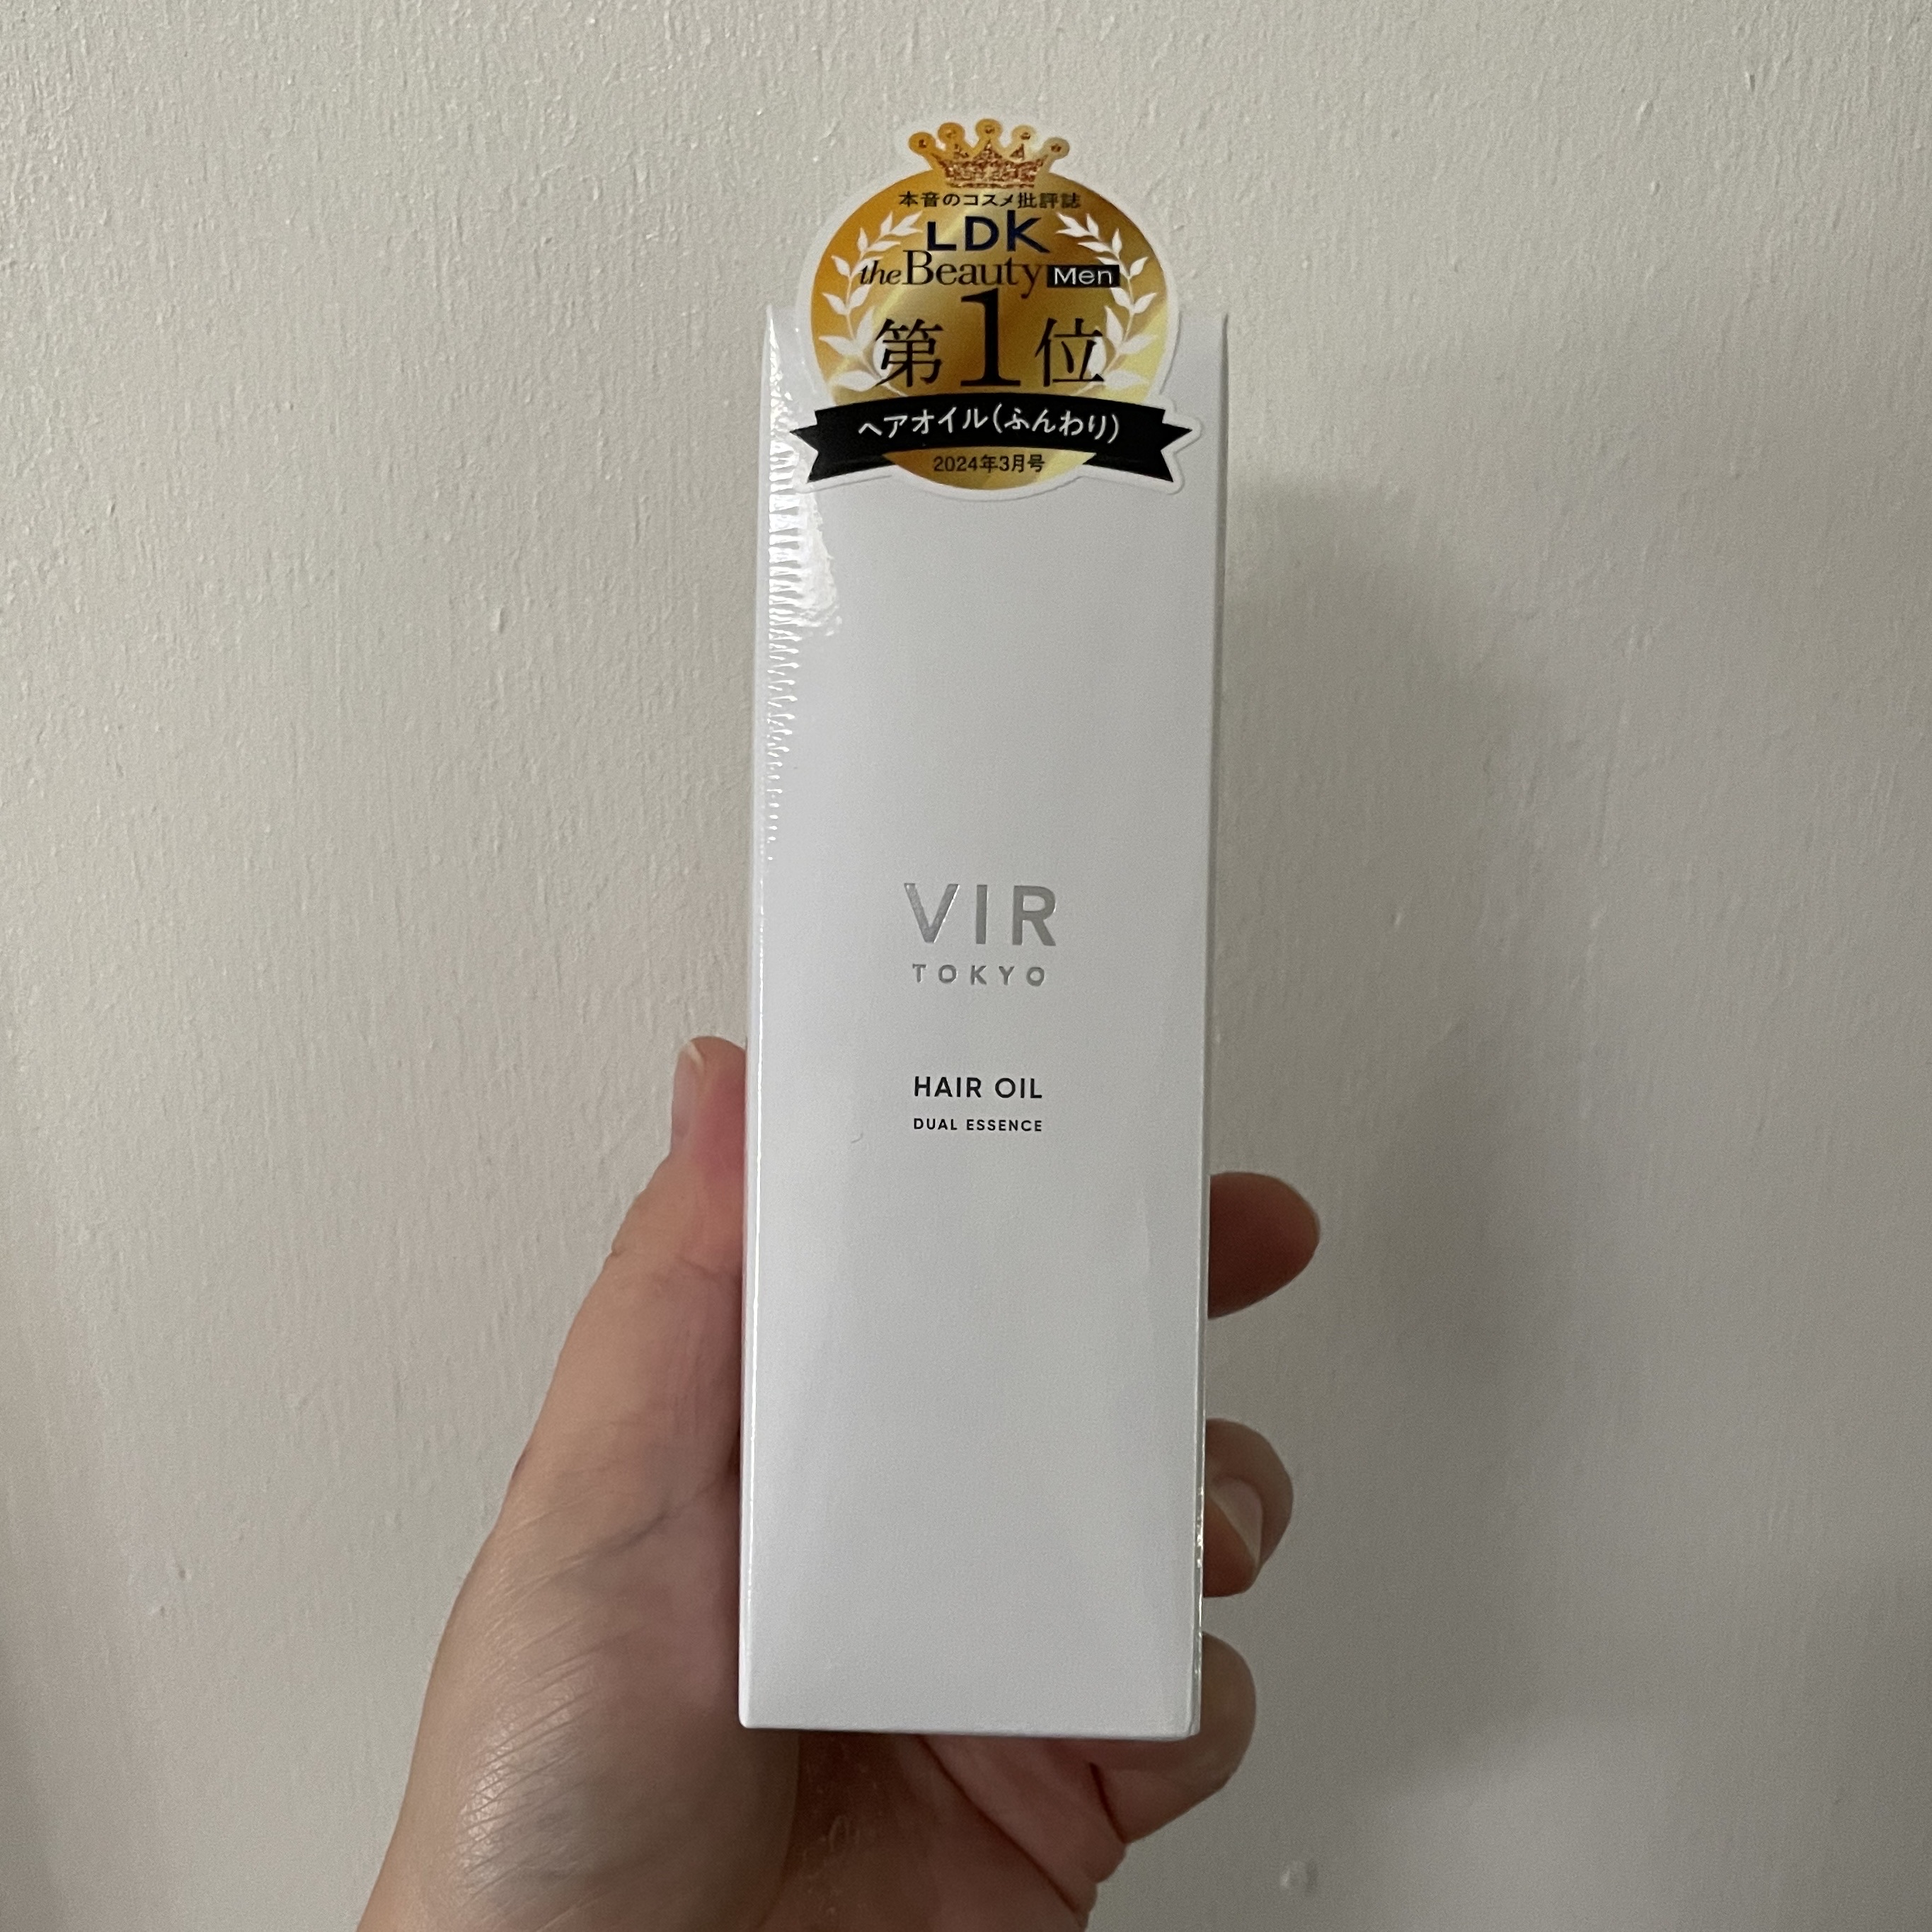 本音のコスメ批評誌
LDK
the Beauty Men
第1位
ヘアオイル(ふんわり)
2024年3月号
VIR
TOKYO
HAIR OIL
DUAL ESSENCE